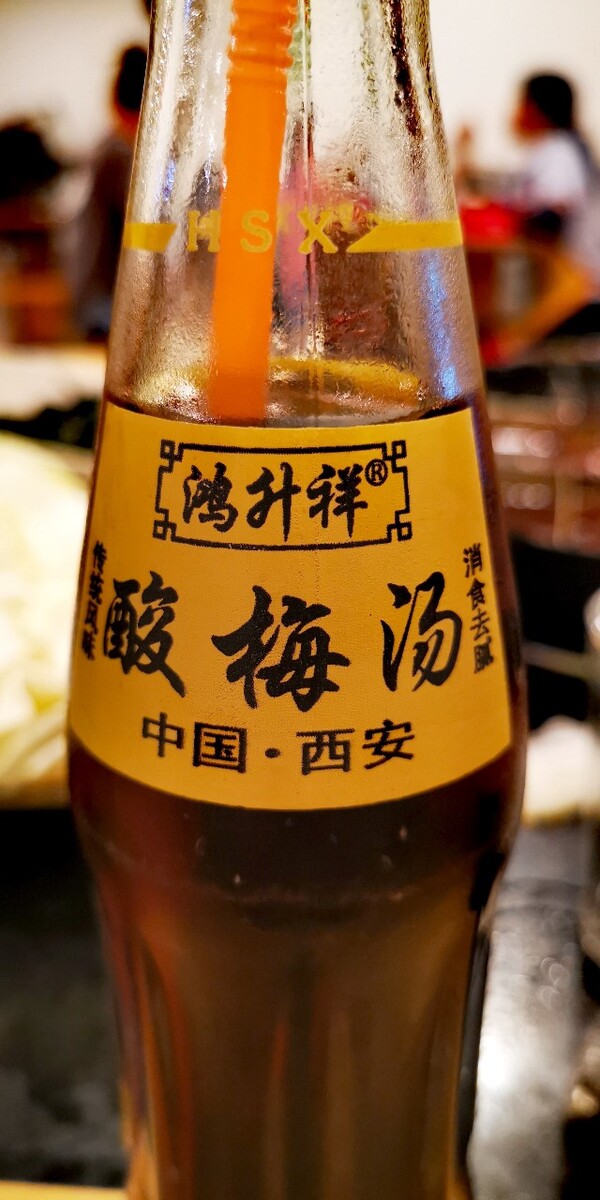 HSX
鸿升祥®
传统风味
酸梅汤
消食去腻
中国·西安